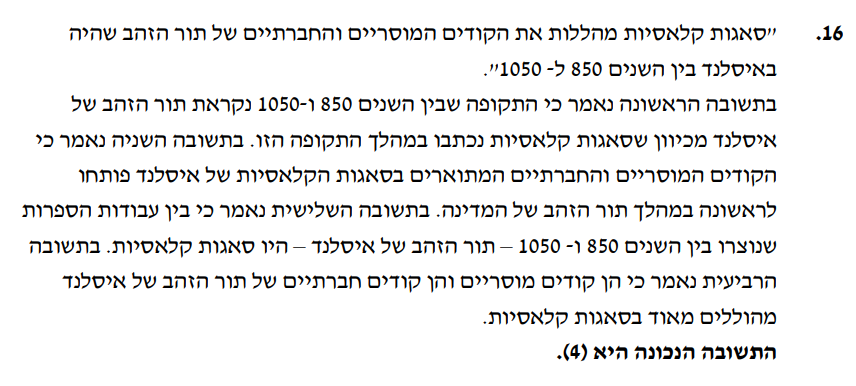 16. "סאגות קלאסיות מהללות את הקודים המוסריים והחברתיים של תור הזהב שהיה
באיסלנד בין השנים 850 ל- 1050".
בתשובה הראשונה נאמר כי התקופה שבין השנים 850 ו-1050 נקראת תור הזהב של
איסלנד מכיוון שסאגות קלאסיות נכתבו במהלך התקופה הזו. בתשובה השניה נאמר כי
הקודים המוסריים והחברתיים המתוארים בסאגות הקלאסיות של איסלנד פותחו
לראשונה במהלך תור הזהב של המדינה. בתשובה השלישית נאמר כי בין עבודות הספרות
שנוצרו בין השנים 850 ו- 1050 – תור הזהב של איסלנד – היו סאגות קלאסיות. בתשובה
הרביעית נאמר כי הן קודים מוסריים והן קודים חברתיים של תור הזהב של איסלנד
מהוללים מאוד בסאגות קלאסיות.
התשובה הנכונה היא (4).